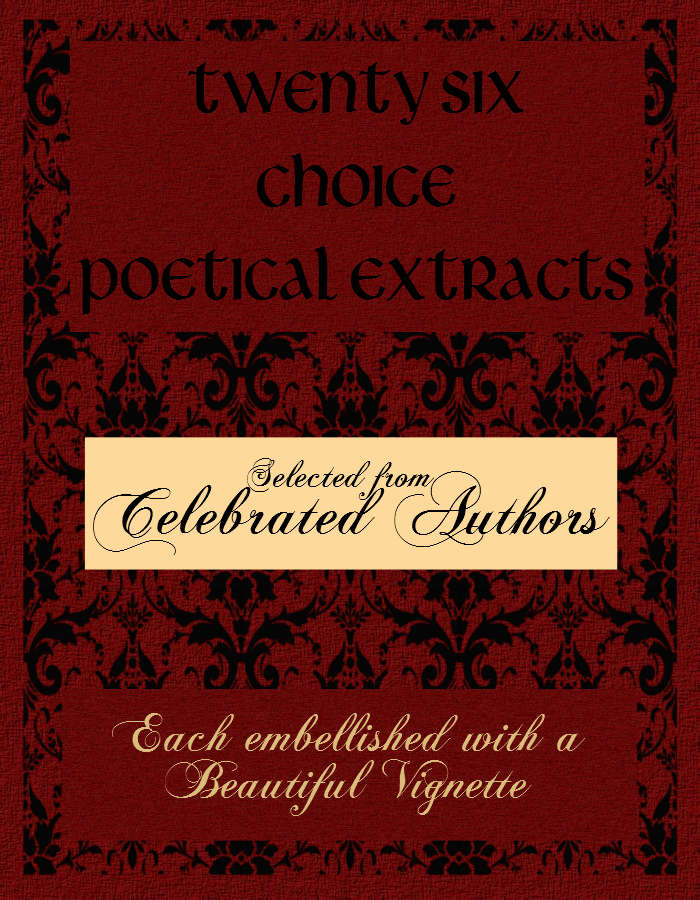 twenty six
choice
poetical extracts
Selected from
Celebrated Authors
Each embellished with a
Beautiful Vignette